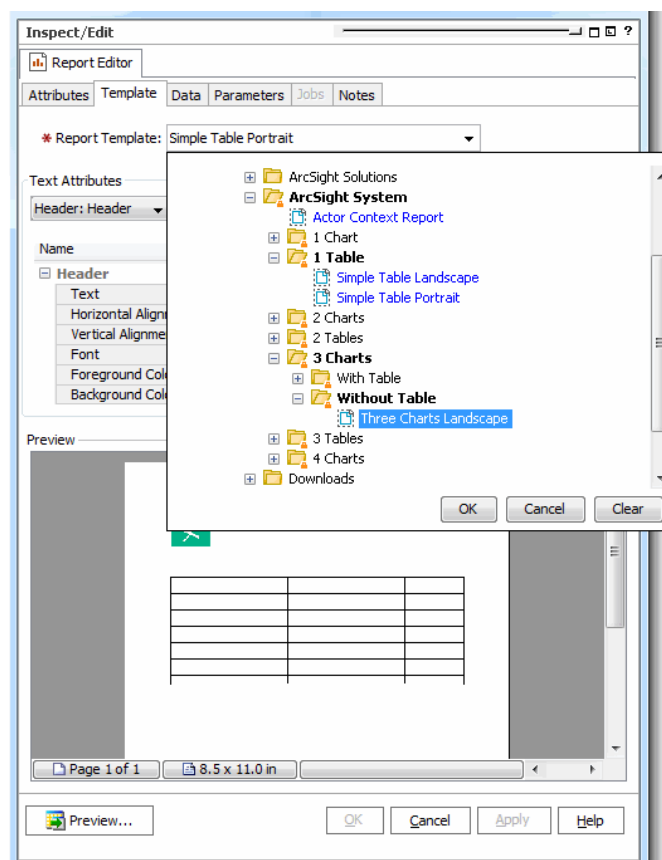 Inspect/Edit
?
Report Editor
Attributes Template Data Parameters Jobs Notes
* Report Template: Simple Table Portrait
Text Attributes
Header: Header
Name
Header
Text
Horizontal Alignm
Vertical Alignme
Font
Foreground Col
Background Col
ArcSight Solutions
ArcSight System
Actor Context Report
1 Chart
1 Table
Simple Table Landscape
Simple Table Portrait
2 Charts
2 Tables
3 Charts
With Table
Without Table
Three Charts Landscape
3 Tables
4 Charts
Downloads
OK Cancel Clear
Preview
Page 1 of 1 8.5 x 11.0 in
Preview... OK Cancel Apply Help